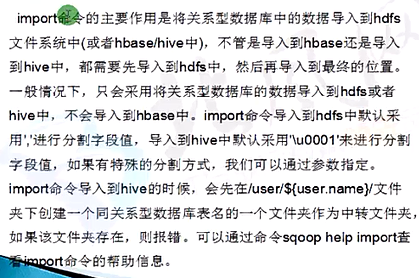 import命令的主要作用是将关系型数据库中的数据导入到hdfs
文件系统中(或者hbase/hive中)，不管是导入到hbase还是导入
到hive中，都需要先导入到hdfs中，然后再导入到最终的位置。
一般情况下，只会采用将关系型数据库的数据导入到hdfs或者
hive中，不会导入到hbase中。import命令导入到hdfs中默认采
用','进行分割字段值，导入到hive中默认采用'\u0001'来进行分割
字段值，如果有特殊的分割方式，我们可以通过参数指定。
import命令导入到hive的时候，会先在/user/${user.name}/文件
夹下创建一个同关系型数据库表名的一个文件夹作为中转文件夹，
如果该文件夹存在，则报错。可以通过命令sqoop help import查
看import命令的帮助信息。